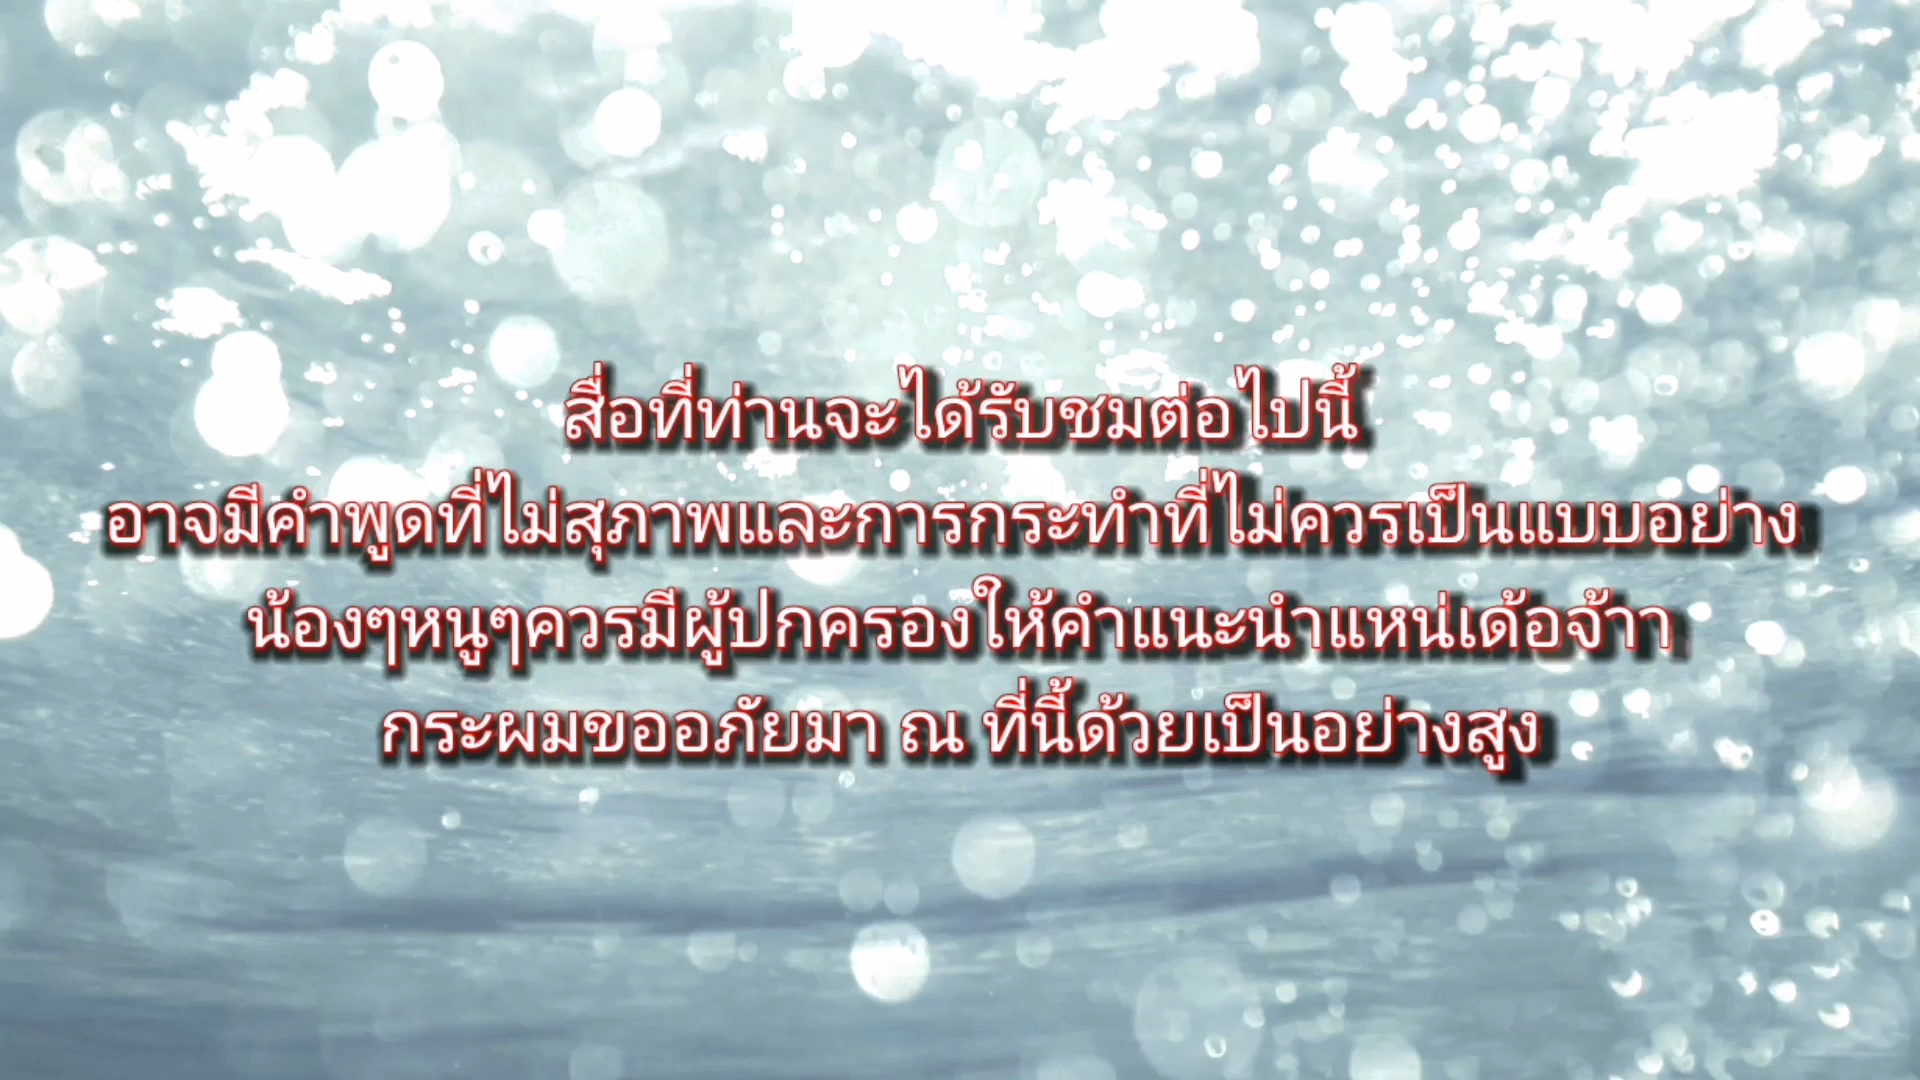 สื่อที่ท่านจะได้รับชมต่อไปนี้
อาจมีคำพูดที่ไม่สุภาพและการกระทำที่ไม่ควรเป็นแบบอย่าง
น้องๆหนูๆควรมีผู้ปกครองให้คำแนะนำแหน่เด้อจ้าา
กระผมขออภัยมา ณ ที่นี้ด้วยเป็นอย่างสูง